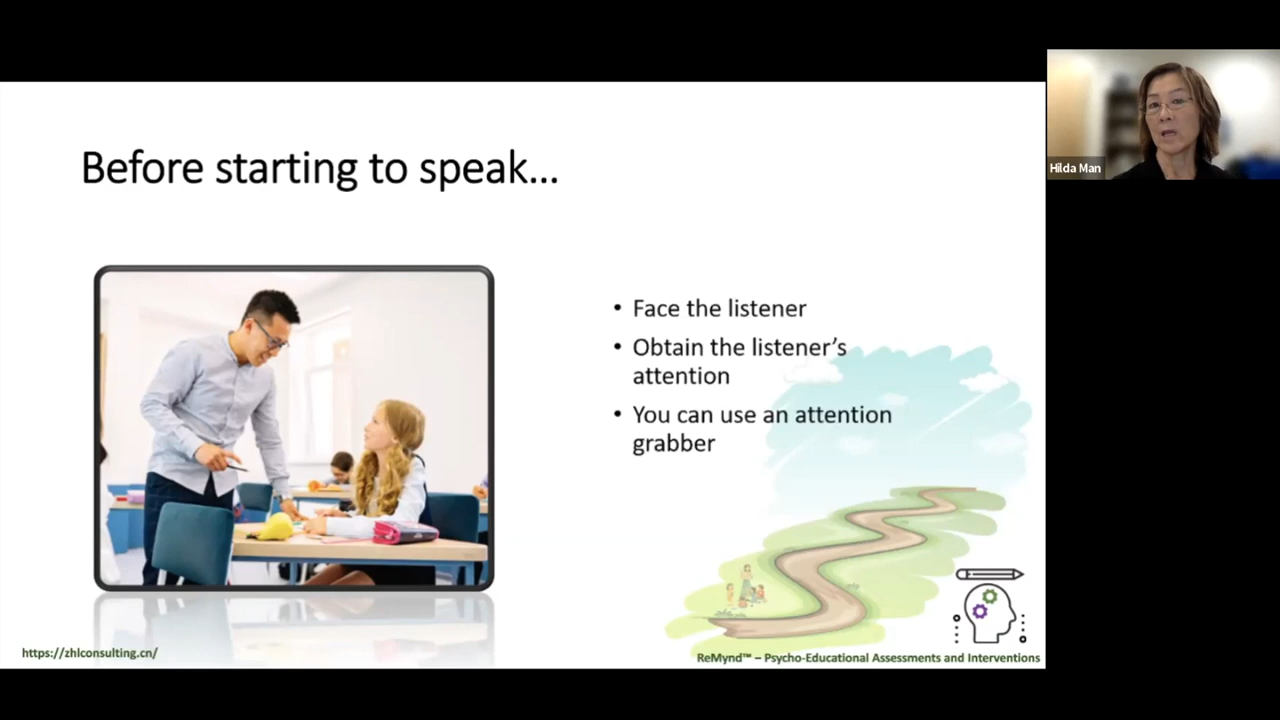 Before starting to speak...
Hilda Man
• Face the listener
• Obtain the listener’s
attention
• You can use an attention
grabber
https://zhlconsulting.cn/
ReMynd™ – Psycho-Educational Assessments and Interventions